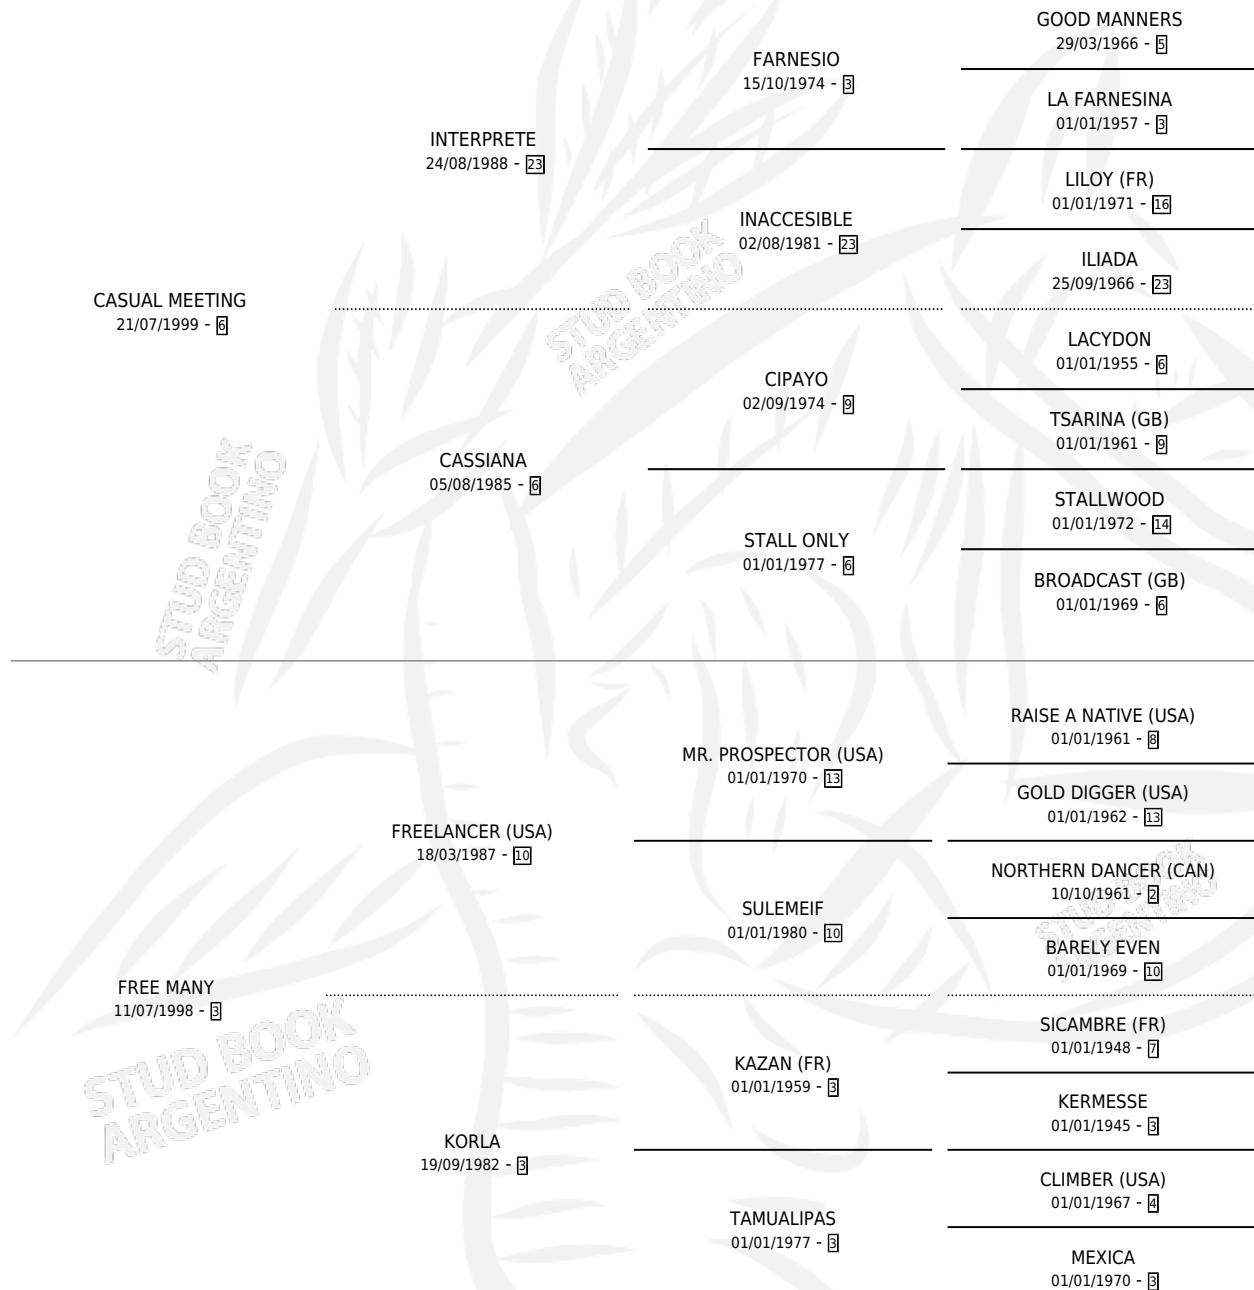 GOOD MANNERS
29/03/1966 - 5
FARNESIO
15/10/1974 - 3
LA FARNESINA
01/01/1957 - 3
INTERPRETE
24/08/1988 - 23
LILOY (FR)
01/01/1971 - 16
INACCESIBLE
02/08/1981 - 23
ILIADA
25/09/1966 - 23
CASUAL MEETING
21/07/1999 - 6
LACYDON
01/01/1955 - 6
CIPAYO
02/09/1974 - 9
TSARINA (GB)
01/01/1961 - 9
CASSIANA
05/08/1985 - 6
STALLWOOD
01/01/1972 - 14
STALL ONLY
01/01/1977 - 6
BROADCAST (GB)
01/01/1969 - 6
RAISE A NATIVE (USA)
01/01/1961 - 8
MR. PROSPECTOR (USA)
01/01/1970 - 13
GOLD DIGGER (USA)
01/01/1962 - 13
FREELANCER (USA)
18/03/1987 - 10
NORTHERN DANCER (CAN)
10/10/1961 - 2
SULEMEIF
01/01/1980 - 10
BARELY EVEN
01/01/1969 - 10
FREE MANY
11/07/1998 - 3
SICAMBRE (FR)
01/01/1948 - 7
KAZAN (FR)
01/01/1959 - 3
KERMESSE
01/01/1945 - 3
KORLA
19/09/1982 - 3
CLIMBER (USA)
01/01/1967 - 4
TAMUALIPAS
01/01/1977 - 3
MEXICA
01/01/1970 - 3
STUD BOOK
ARGENTINO
STUD BOOK
ARGENTINO
STUD BOOK
ARGENTINO
STUD BOOK
ARGENTINO